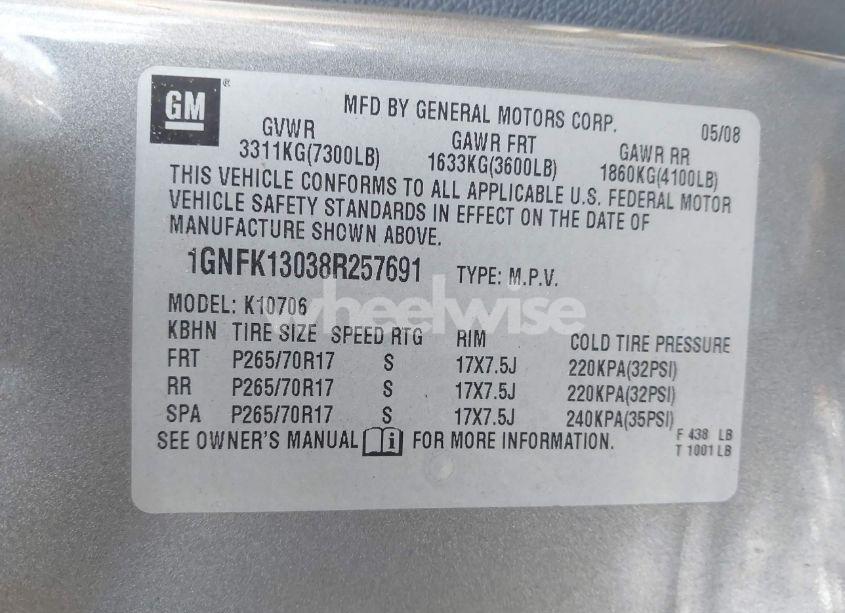 GM ®
MFD BY GENERAL MOTORS CORP. 05/08
GVWR GAWR FRT GAWR RR
3311KG(7300LB) 1633KG(3600LB) 1860KG(4100LB)
THIS VEHICLE CONFORMS TO ALL APPLICABLE U.S. FEDERAL MOTOR
VEHICLE SAFETY STANDARDS IN EFFECT ON THE DATE OF
MANUFACTURE SHOWN ABOVE.
1GNFK13038R257691 TYPE: M.P.V.
wheelwise
MODEL: K10706
KBHN TIRE SIZE SPEED RTG RIM COLD TIRE PRESSURE
FRT P265/70R17 S 17X7.5J 220KPA(32PSI)
RR P265/70R17 S 17X7.5J 220KPA(32PSI)
SPA P265/70R17 S 17X7.5J 240KPA(35PSI)
SEE OWNER'S MANUAL i FOR MORE INFORMATION.
F 438 LB
T 1001 LB